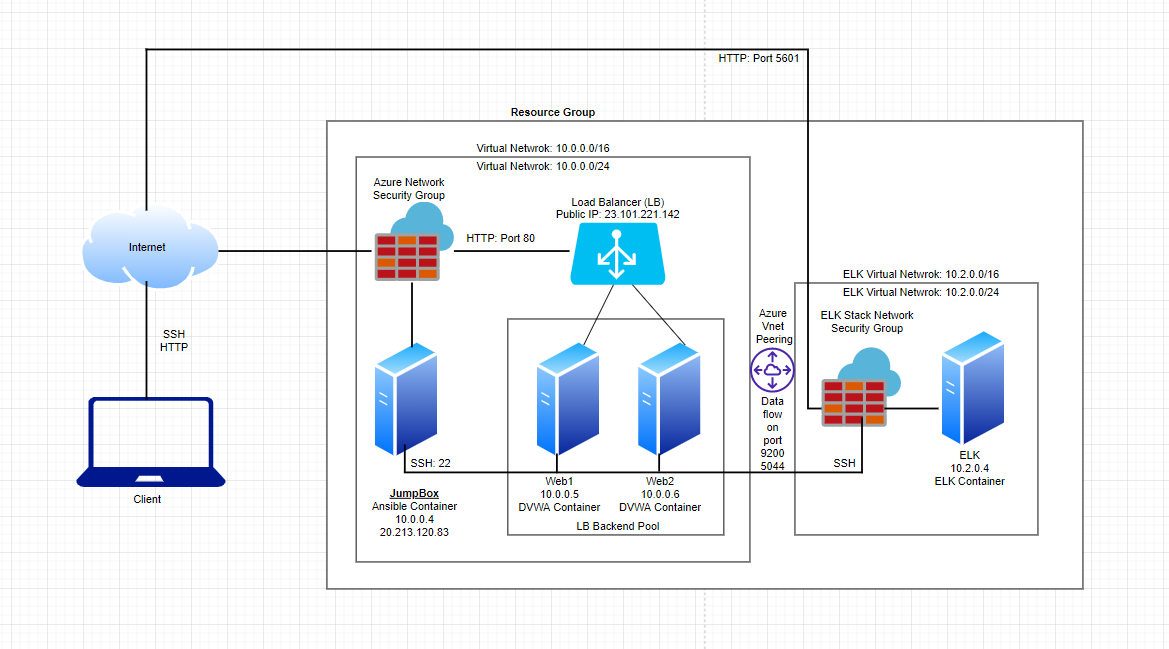 HTTP: Port 5601
Resource Group
Virtual Netwrok: 10.0.0.0/16
Virtual Netwrok: 10.0.0.0/24
Azure Network
Security Group
Load Balancer (LB)
Public IP: 23.101.221.142
HTTP: Port 80
Internet
SSH
HTTP
Client
SSH: 22
JumpBox
Ansible Container
10.0.0.4
20.213.120.83
Web1
10.0.0.5
DVWA Container
Web2
10.0.0.6
DVWA Container
LB Backend Pool
Azure
Vnet
Peering
Data
flow
on
port
9200
5044
ELK Virtual Netwrok: 10.2.0.0/16
ELK Virtual Netwrok: 10.2.0.0/24
ELK Stack Network
Security Group
SSH
ELK
10.2.0.4
ELK Container